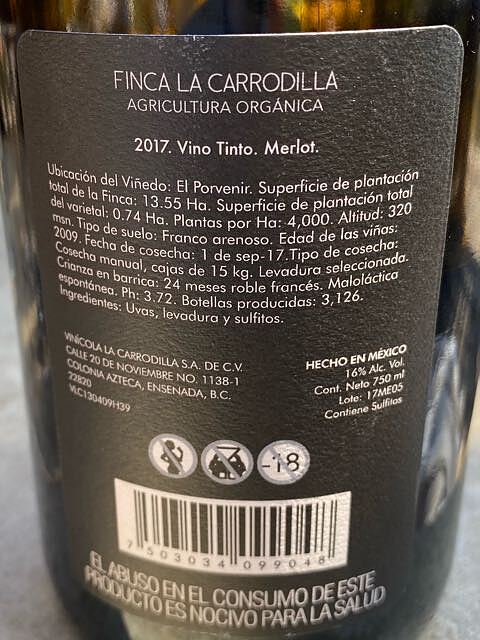 FINCA LA CARRODILLA
AGRICULTURA ORGÁNICA
2017. Vino Tinto. Merlot.
Ubicación del Viñedo: El Porvenir. Superficie de plantación
total de la Finca: 13.55 Ha. Superficie de plantación total
del varietal: 0.74 Ha. Plantas por Ha: 4,000. Altitud: 320
msn. Tipo de suelo: Franco arenoso. Edad de las viñas:
2009. Fecha de cosecha: 1 de sep-17.Tipo de cosecha:
Cosecha manual, cajas de 15 kg. Levadura seleccionada.
Crianza en barrica: 24 meses roble francés. Maloláctica
espontánea. Ph: 3.72. Botellas producidas: 3,126.
Ingredientes: Uvas, levadura y sulfitos.
VINÍCOLA LA CARRODILLA S.A. DE C.V.
CALLE 20 DE NOVIEMBRE NO. 1138-1
COLONIA AZTECA, ENSENADA, B.C.
22820
VLC130409H39
HECHO EN MÉXICO
16% Alc. Vol.
Cont. Neto 750 ml
Lote: 17ME05
Contiene Sulfitos
-18
7 503034 099048
EL ABUSO EN EL CONSUMO DE ESTE
PRODUCTO ES NOCIVO PARA LA SALUD